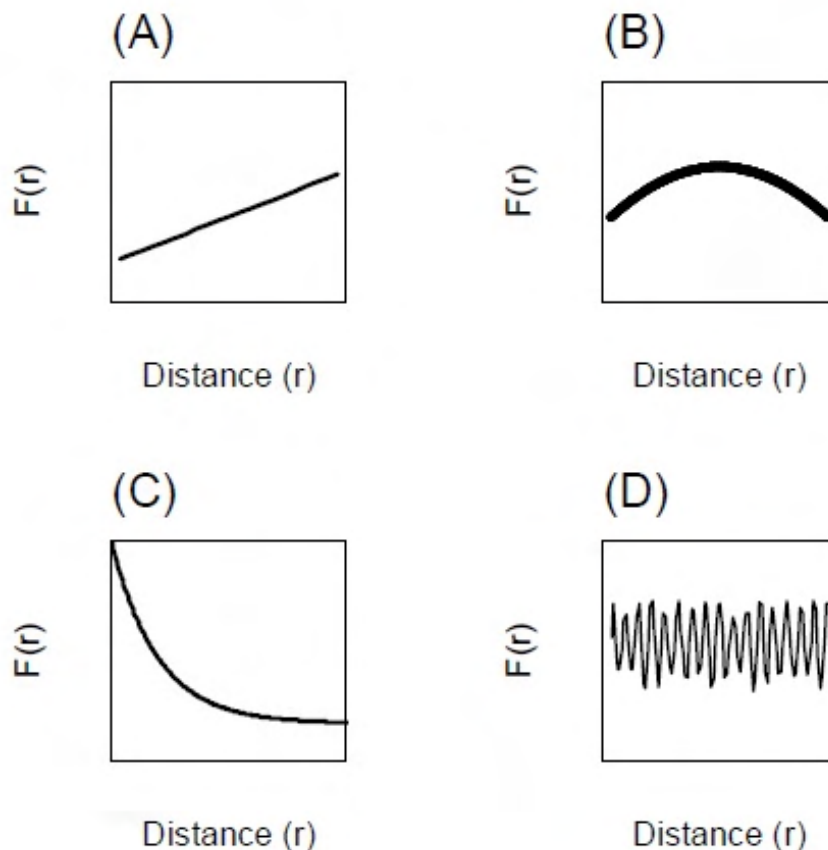 (A)
(B)
F(r)
F(r)
Distance (r)
Distance (r)
(C)
(D)
F(r)
F(r)
Distance (r)
Distance (r)